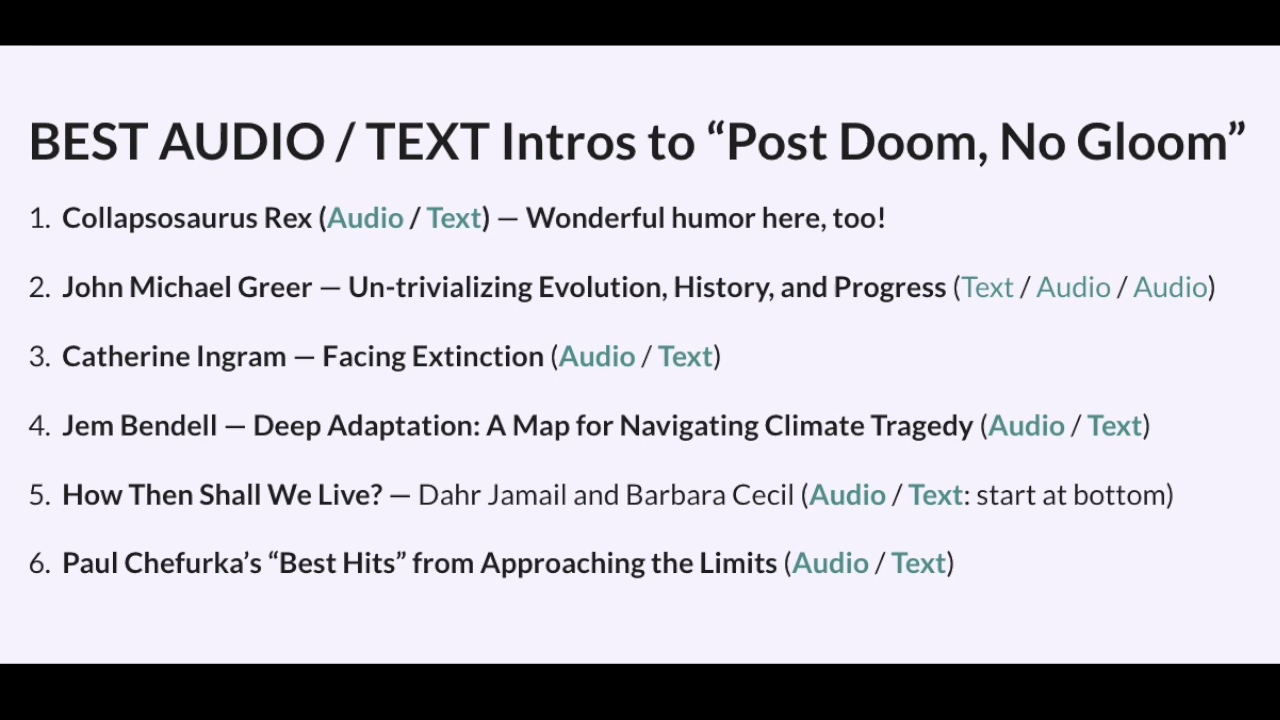 BEST AUDIO / TEXT Intros to “Post Doom, No Gloom”
1. Collapsosaurus Rex (Audio / Text) — Wonderful humor here, too!
2. John Michael Greer — Un-trivializing Evolution, History, and Progress (Text / Audio / Audio)
3. Catherine Ingram — Facing Extinction (Audio / Text)
4. Jem Bendell — Deep Adaptation: A Map for Navigating Climate Tragedy (Audio / Text)
5. How Then Shall We Live? — Dahr Jamail and Barbara Cecil (Audio / Text: start at bottom)
6. Paul Chefurka’s “Best Hits” from Approaching the Limits (Audio / Text)